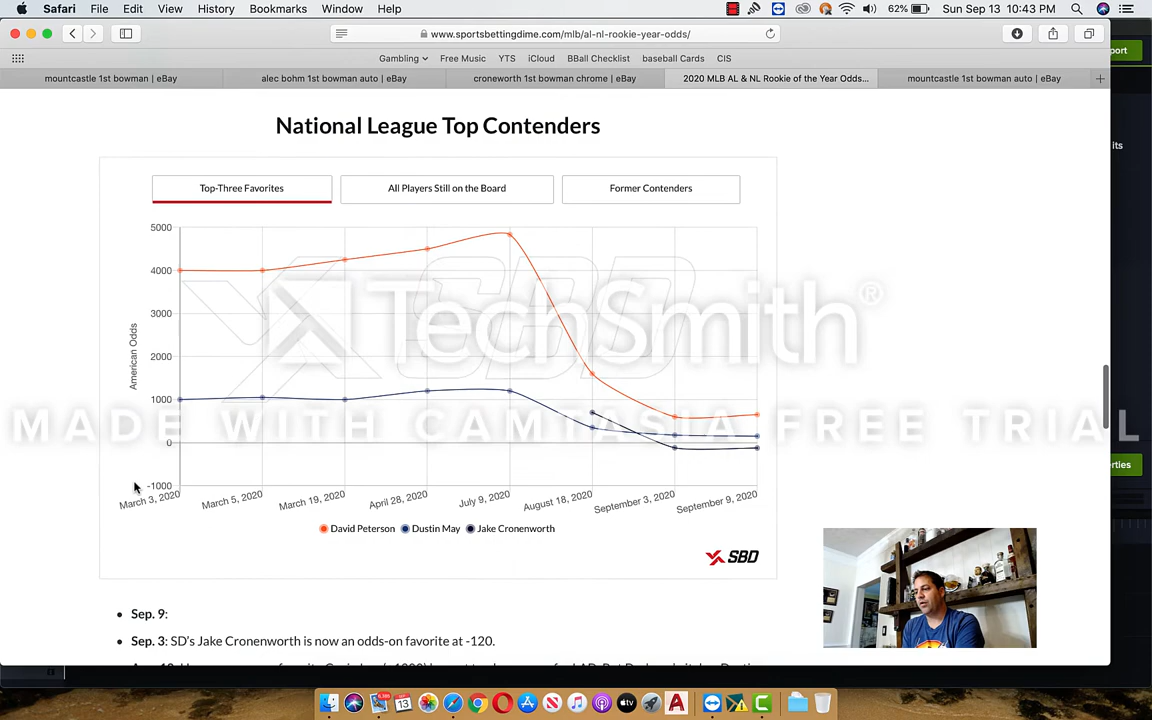 Safari File Edit View History Bookmarks Window Help 62% Sun Sep 13 10:43 PM
www.sportsbettingdime.com/mlb/al-nl-rookie-year-odds/
port
Gambling Free Music YTS iCloud BBall Checklist baseball Cards CIS
mountcastle 1st bowman | eBay alec bohm 1st bowman auto | eBay croneworth 1st bowman chrome | eBay 2020 MLB AL & NL Rookie of the Year Odds... mountcastle 1st bowman auto | eBay
National League Top Contenders
its
Top-Three Favorites All Players Still on the Board Former Contenders
5000
4000
3000
2000
1000
0
-1000
American Odds
SBD
TechSmith®
MADE WITH CAMTASIA FREE TRIAL
erties
March 3, 2020 March 5, 2020 March 19, 2020 April 28, 2020 July 9, 2020 August 18, 2020 September 3, 2020 September 9, 2020
David Peterson Dustin May Jake Cronenworth
SBD
Sep. 9:
Sep. 3: SD's Jake Cronenworth is now an odds-on favorite at -120.